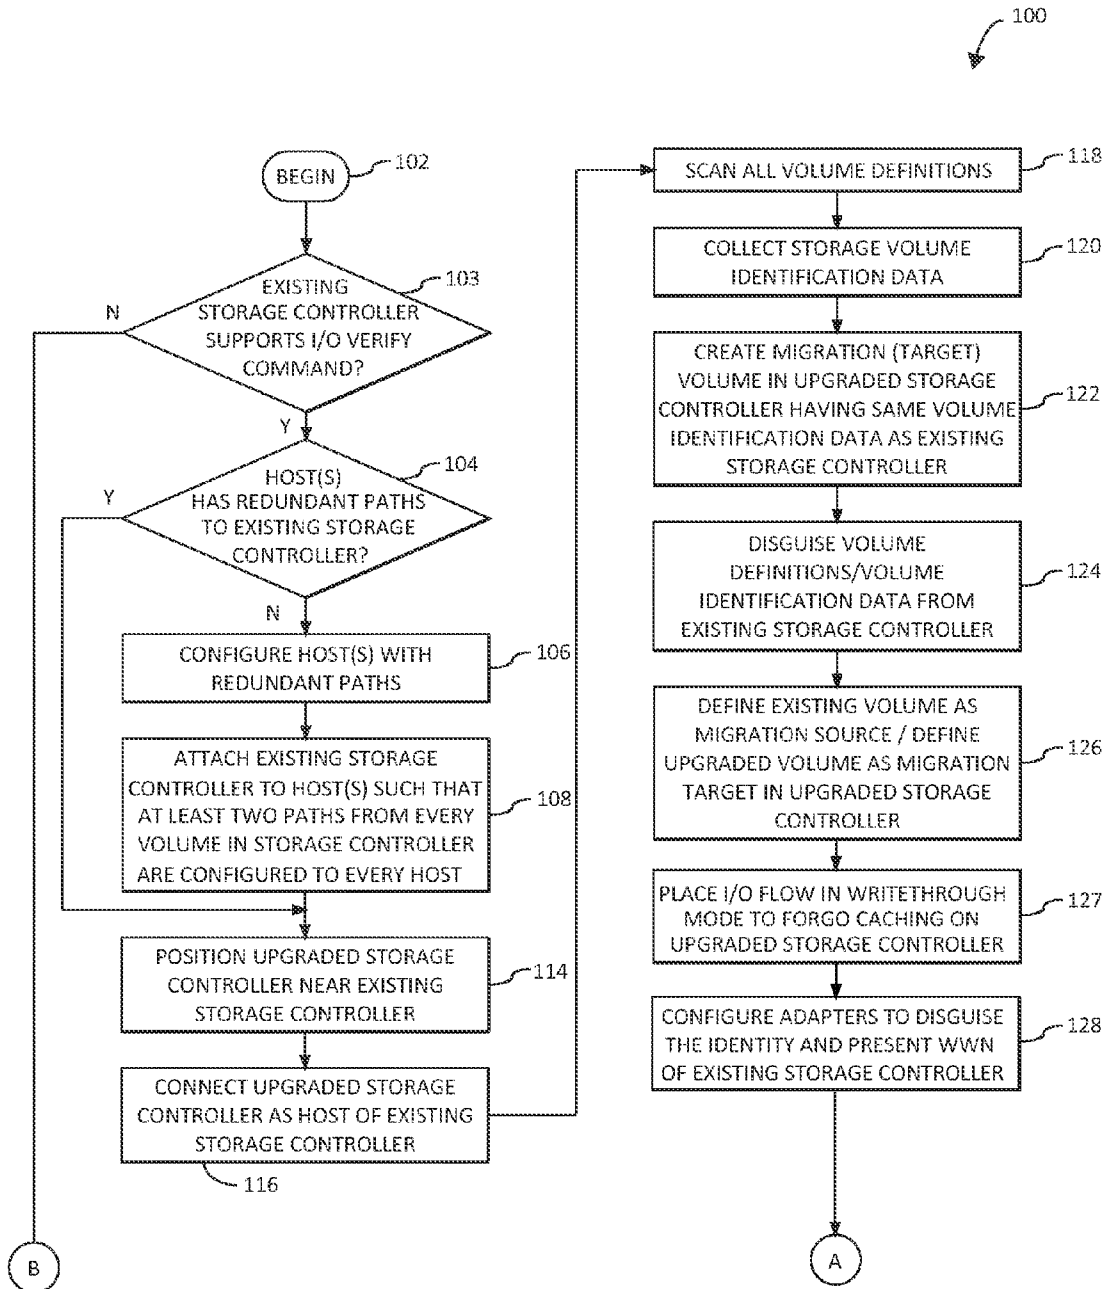 100
BEGIN
102
EXISTING
STORAGE CONTROLLER
SUPPORTS I/O VERIFY
COMMAND?
103
N
Y
HOST(S)
HAS REDUNDANT PATHS
TO EXISTING STORAGE
CONTROLLER?
104
Y
N
CONFIGURE HOST(S) WITH
REDUNDANT PATHS
106
ATTACH EXISTING STORAGE
CONTROLLER TO HOST(S) SUCH THAT
AT LEAST TWO PATHS FROM EVERY
VOLUME IN STORAGE CONTROLLER
ARE CONFIGURED TO EVERY HOST
108
POSITION UPGRADED STORAGE
CONTROLLER NEAR EXISTING
STORAGE CONTROLLER
114
CONNECT UPGRADED STORAGE
CONTROLLER AS HOST OF EXISTING
STORAGE CONTROLLER
116
B
SCAN ALL VOLUME DEFINITIONS
118
COLLECT STORAGE VOLUME
IDENTIFICATION DATA
120
CREATE MIGRATION (TARGET)
VOLUME IN UPGRADED STORAGE
CONTROLLER HAVING SAME VOLUME
IDENTIFICATION DATA AS EXISTING
STORAGE CONTROLLER
122
DISGUISE VOLUME
DEFINITIONS/VOLUME
IDENTIFICATION DATA FROM
EXISTING STORAGE CONTROLLER
124
DEFINE EXISTING VOLUME AS
MIGRATION SOURCE / DEFINE
UPGRADED VOLUME AS MIGRATION
TARGET IN UPGRADED STORAGE
CONTROLLER
126
PLACE I/O FLOW IN WRITETHROUGH
MODE TO FORGO CACHING ON
UPGRADED STORAGE CONTROLLER
127
CONFIGURE ADAPTERS TO DISGUISE
THE IDENTITY AND PRESENT WWN
OF EXISTING STORAGE CONTROLLER
128
A